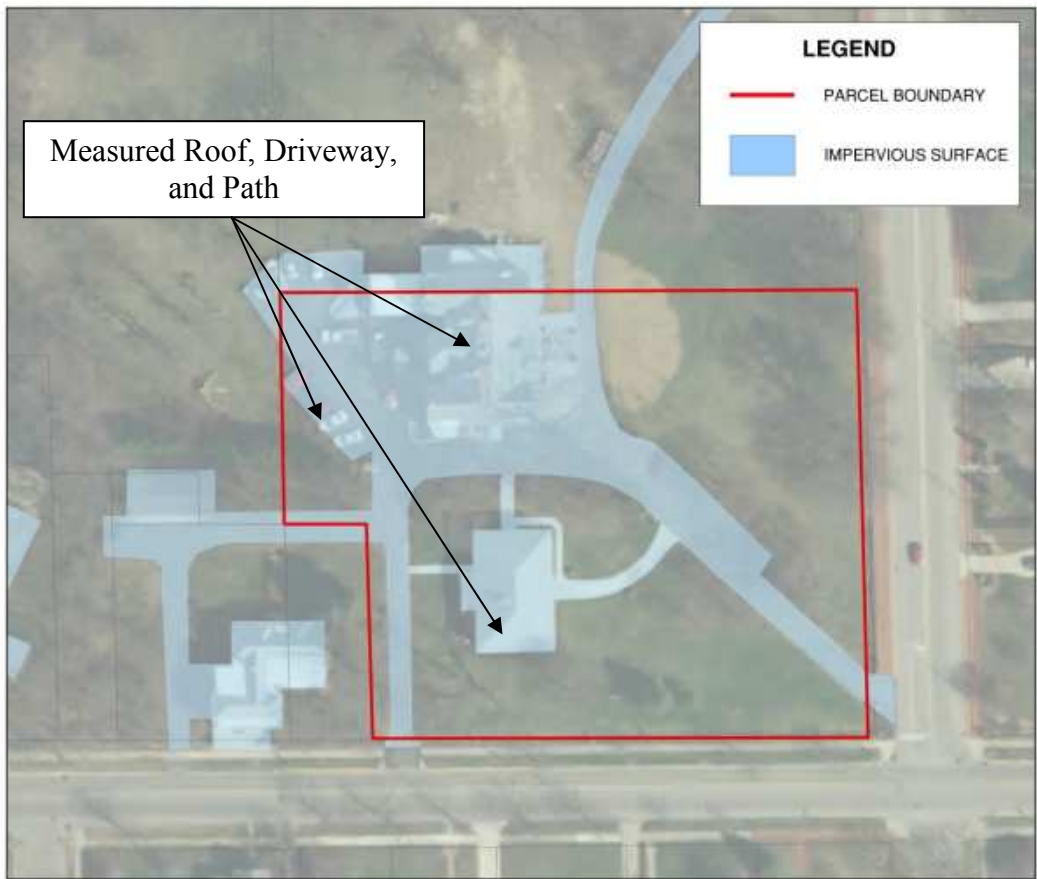 LEGEND
PARCEL BOUNDARY
IMPERVIOUS SURFACE
Measured Roof, Driveway,
and Path